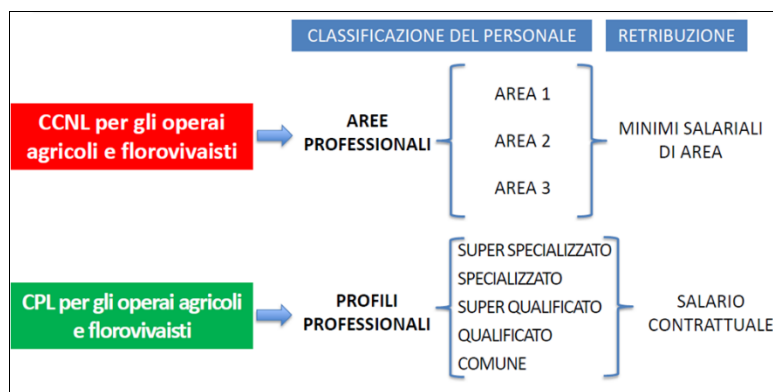 CLASSIFICAZIONE DEL PERSONALE
RETRIBUZIONE
CCNL per gli operai
agricoli e florovivaisti
AREE
PROFESSIONALI
AREA 1
AREA 2
AREA 3
MINIMI SALARIALI
DI AREA
CPL per gli operai agricoli
e florovivaisti
PROFILI
PROFESSIONALI
SUPER SPECIALIZZATO
SPECIALIZZATO
SUPER QUALIFICATO
QUALIFICATO
COMUNE
SALARIO
CONTRATTUALE